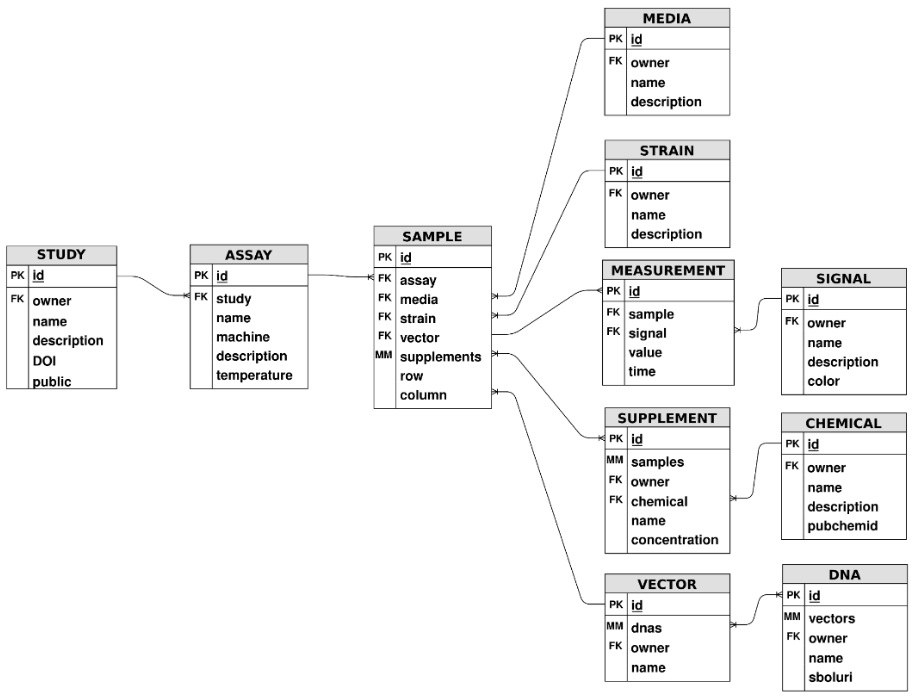 STUDY
PK id
FK owner
name
description
DOI
public
ASSAY
PK id
FK study
name
machine
description
temperature
SAMPLE
PK id
FK assay
FK media
FK strain
FK vector
MM supplements
row
column
MEDIA
PK id
FK owner
name
description
STRAIN
PK id
FK owner
name
description
MEASUREMENT
PK id
FK sample
FK signal
value
time
SIGNAL
PK id
FK owner
name
description
color
SUPPLEMENT
PK id
MM samples
FK owner
FK chemical
name
concentration
CHEMICAL
PK id
FK owner
name
description
pubchemid
VECTOR
PK id
MM dnas
FK owner
name
DNA
PK id
MM vectors
FK owner
name
sboluri